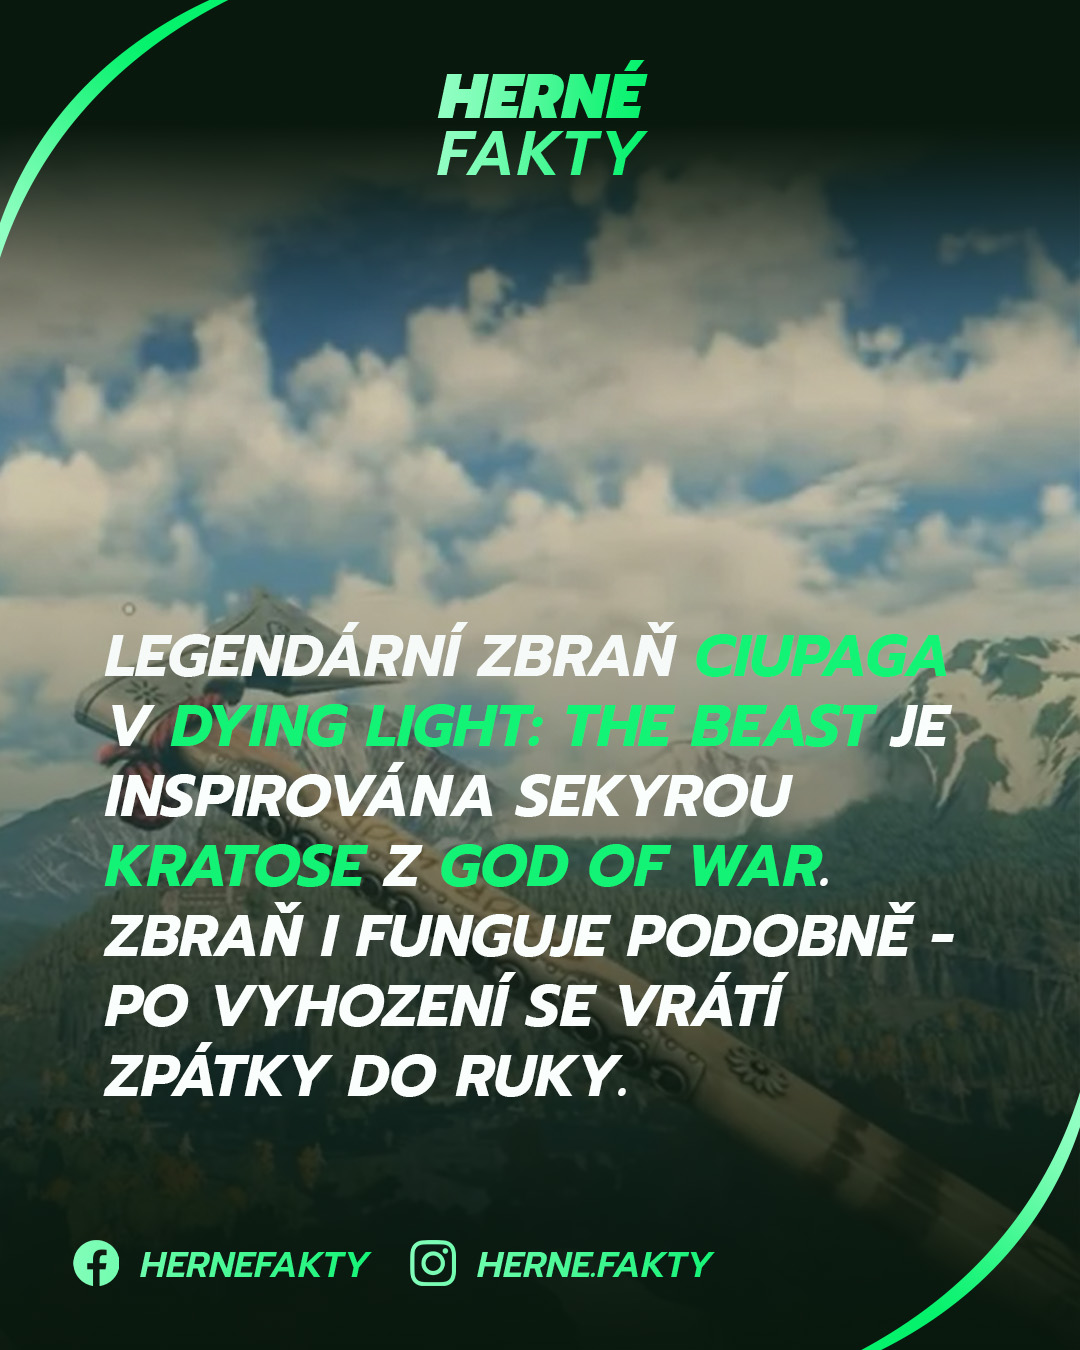 HERNÉ
FAKTY
LEGENDÁRNÍ ZBRAŇ CIUPAGA
V DYING LIGHT: THE BEAST JE
INSPIROVÁNA SEKYROU
KRATOSE Z GOD OF WAR.
ZBRAŇ I FUNGUJE PODOBNĚ -
PO VYHOZENÍ SE VRÁTÍ
ZPÁTKY DO RUKY.
HERNEFAKTY HERNE.FAKTY